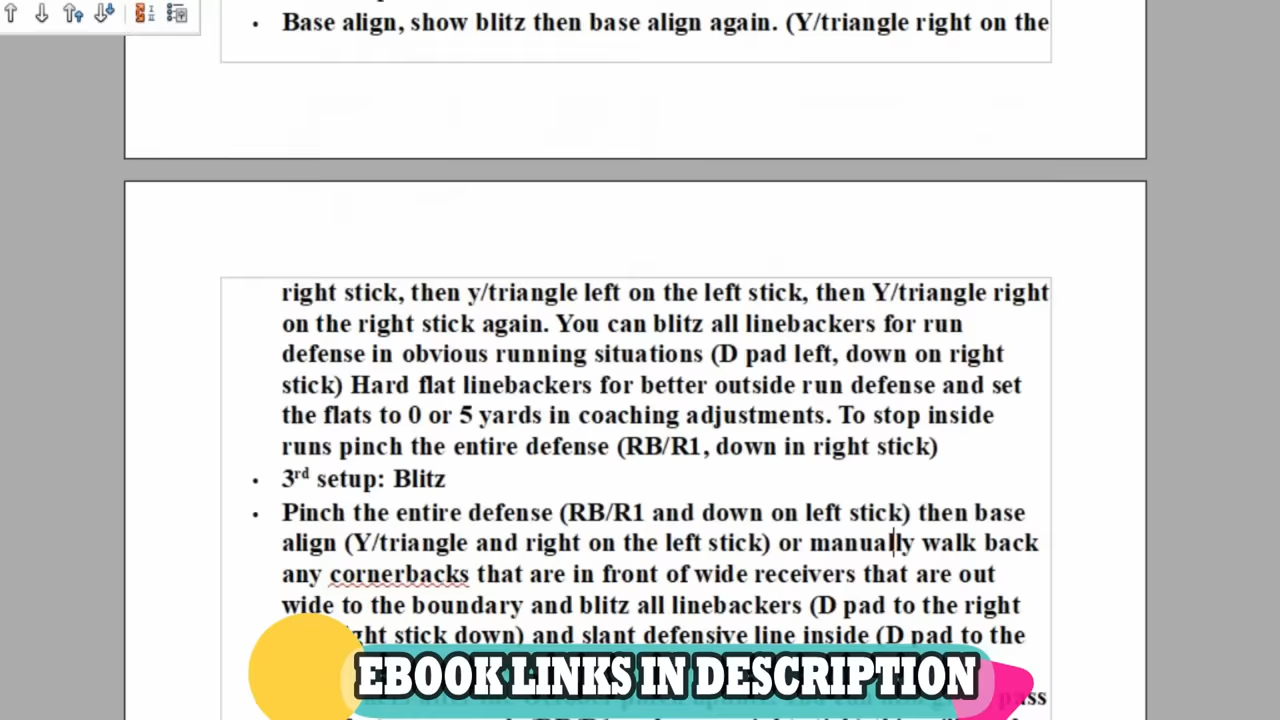 Base align, show blitz then base align again. (Y/triangle right on the
right stick, then y/triangle left on the left stick, then Y/triangle right
on the right stick again. You can blitz all linebackers for run
defense in obvious running situations (D pad left, down on right
stick) Hard flat linebackers for better outside run defense and set
the flats to 0 or 5 yards in coaching adjustments. To stop inside
runs pinch the entire defense (RB/R1, down in right stick)
3rd setup: Blitz
Pinch the entire defense (RB/R1 and down on left stick) then base
align (Y/triangle and right on the left stick) or manually walk back
any cornerbacks that are in front of wide receivers that are out
wide to the boundary and blitz all linebackers (D pad to the right
stick down) and slant defensive line inside (D pad to the
EBOOK LINKS IN DESCRIPTION
pass